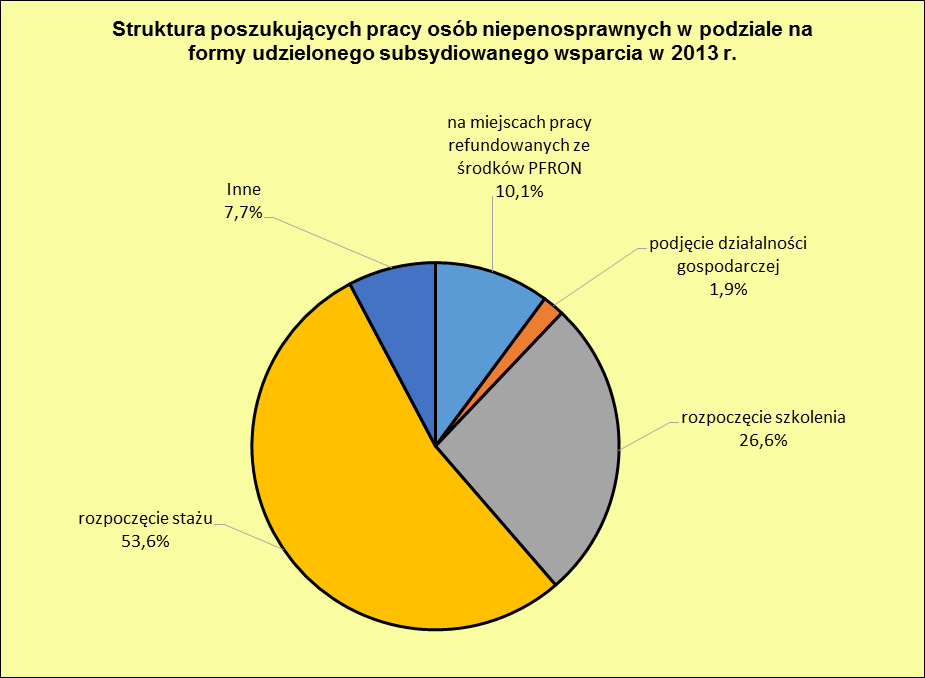 Struktura poszukujących pracy osób niepenosprawnych w podziale na
formy udzielonego subsydiowanego wsparcia w 2013 r.
na miejscach pracy
refundowanych ze
środków PFRON
10,1%
Inne
7,7%
podjęcie działalności
gospodarczej
1,9%
rozpoczęcie szkolenia
26,6%
rozpoczęcie stażu
53,6%